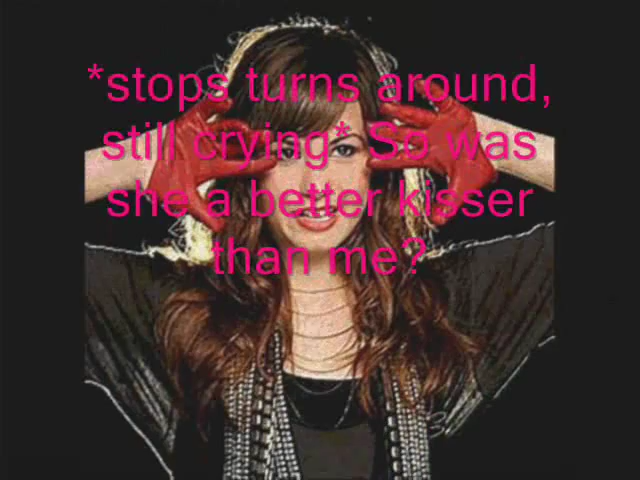 *stops turns around,
still crying* So was
she a better kisser
than me?